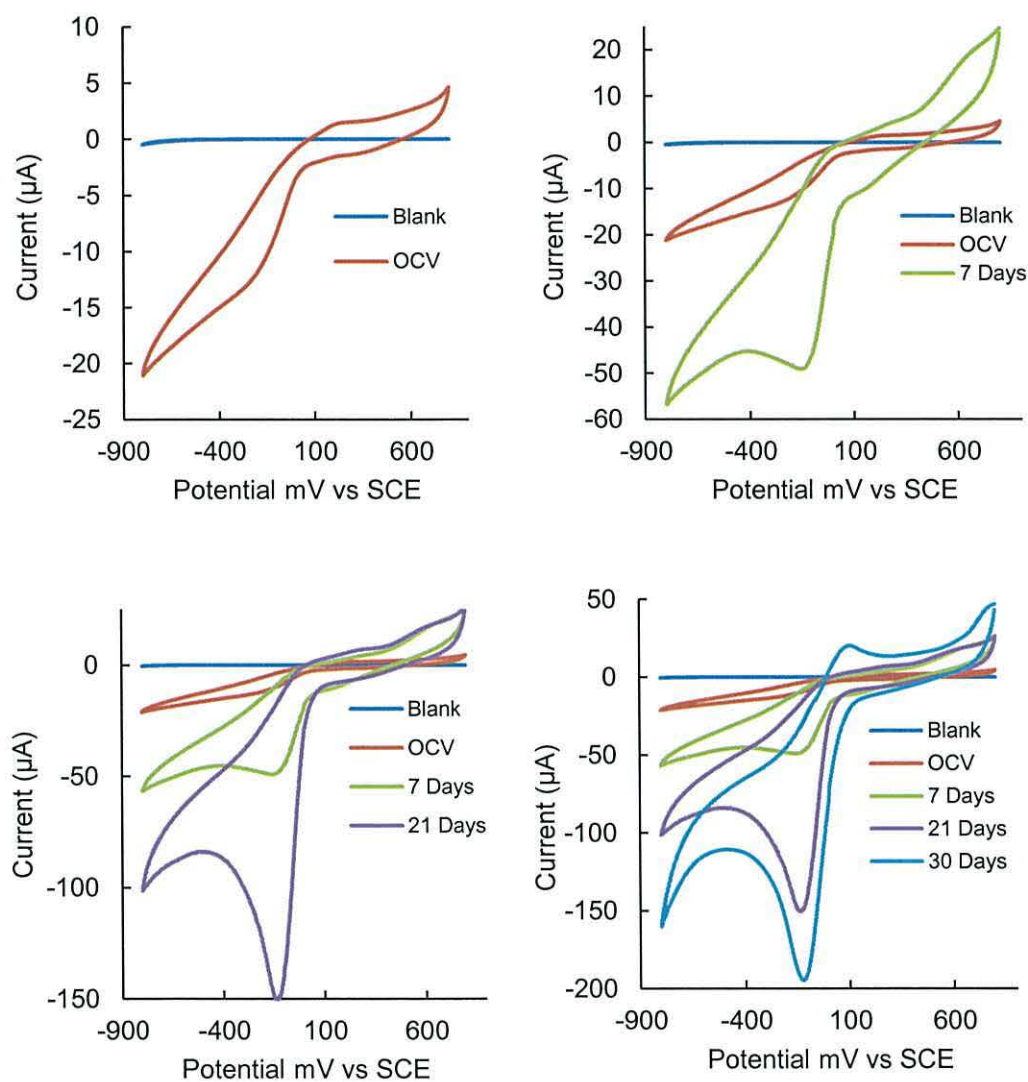 10
5
0
-5
-10
-15
-20
-25
-900 -400 100 600
Current (µA)
Potential mV vs SCE
Blank
OCV
20
10
0
-10
-20
-30
-40
-50
-60
-900 -400 100 600
Current (µA)
Potential mV vs SCE
Blank
OCV
7 Days
0
-50
-100
-150
-900 -400 100 600
Current (µA)
Potential mV vs SCE
Blank
OCV
7 Days
21 Days
50
0
-50
-100
-150
-200
-900 -400 100 600
Current (µA)
Potential mV vs SCE
Blank
OCV
7 Days
21 Days
30 Days